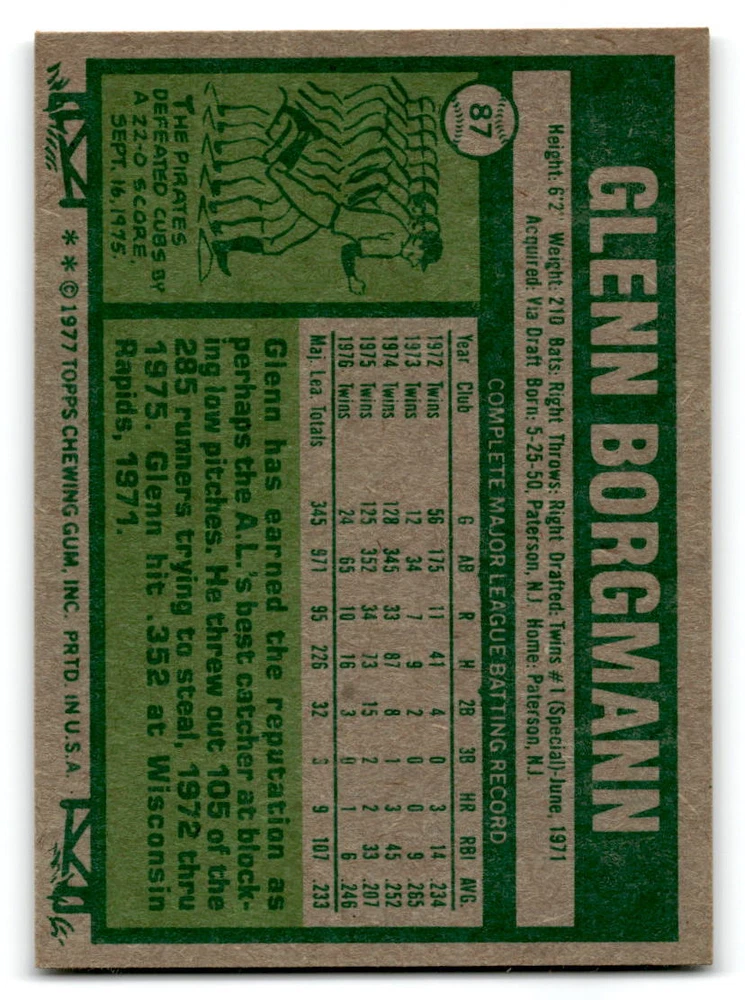 87
GLENN BORGMANN
Height: 6'2" Weight: 210 Bats: Right Throws: Right Drafted: Twins #1 (Special)-June, 1971
Acquired: Via Draft Born: 5-25-50, Paterson, N.J. Home: Paterson, N.J.
COMPLETE MAJOR LEAGUE BATTING RECORD
Year Club G AB R H 2B 3B HR RBI AVG.
1972 Twins 56 175 11 41 4 0 3 14 .234
1973 Twins 12 34 7 9 2 0 0 9 .265
1974 Twins 128 345 33 87 8 1 3 45 .252
1975 Twins 125 352 34 73 15 2 2 33 .207
1976 Twins 24 65 10 16 3 0 1 6 .246
Maj. Lea. Totals 345 971 95 226 32 3 9 107 .233
THE PIRATES
DEFEATED CUBS BY
A 22-0 SCORE,
SEPT. 16, 1975.
Glenn has earned the reputation as
perhaps the A.L.'s best catcher at block-
ing low pitches. He threw out 105 of the
285 runners trying to steal, 1972 thru
1975. Glenn hit .352 at Wisconsin
Rapids, 1971.
* * © 1977 TOPPS CHEWING GUM, INC. PRTD. IN U.S.A.